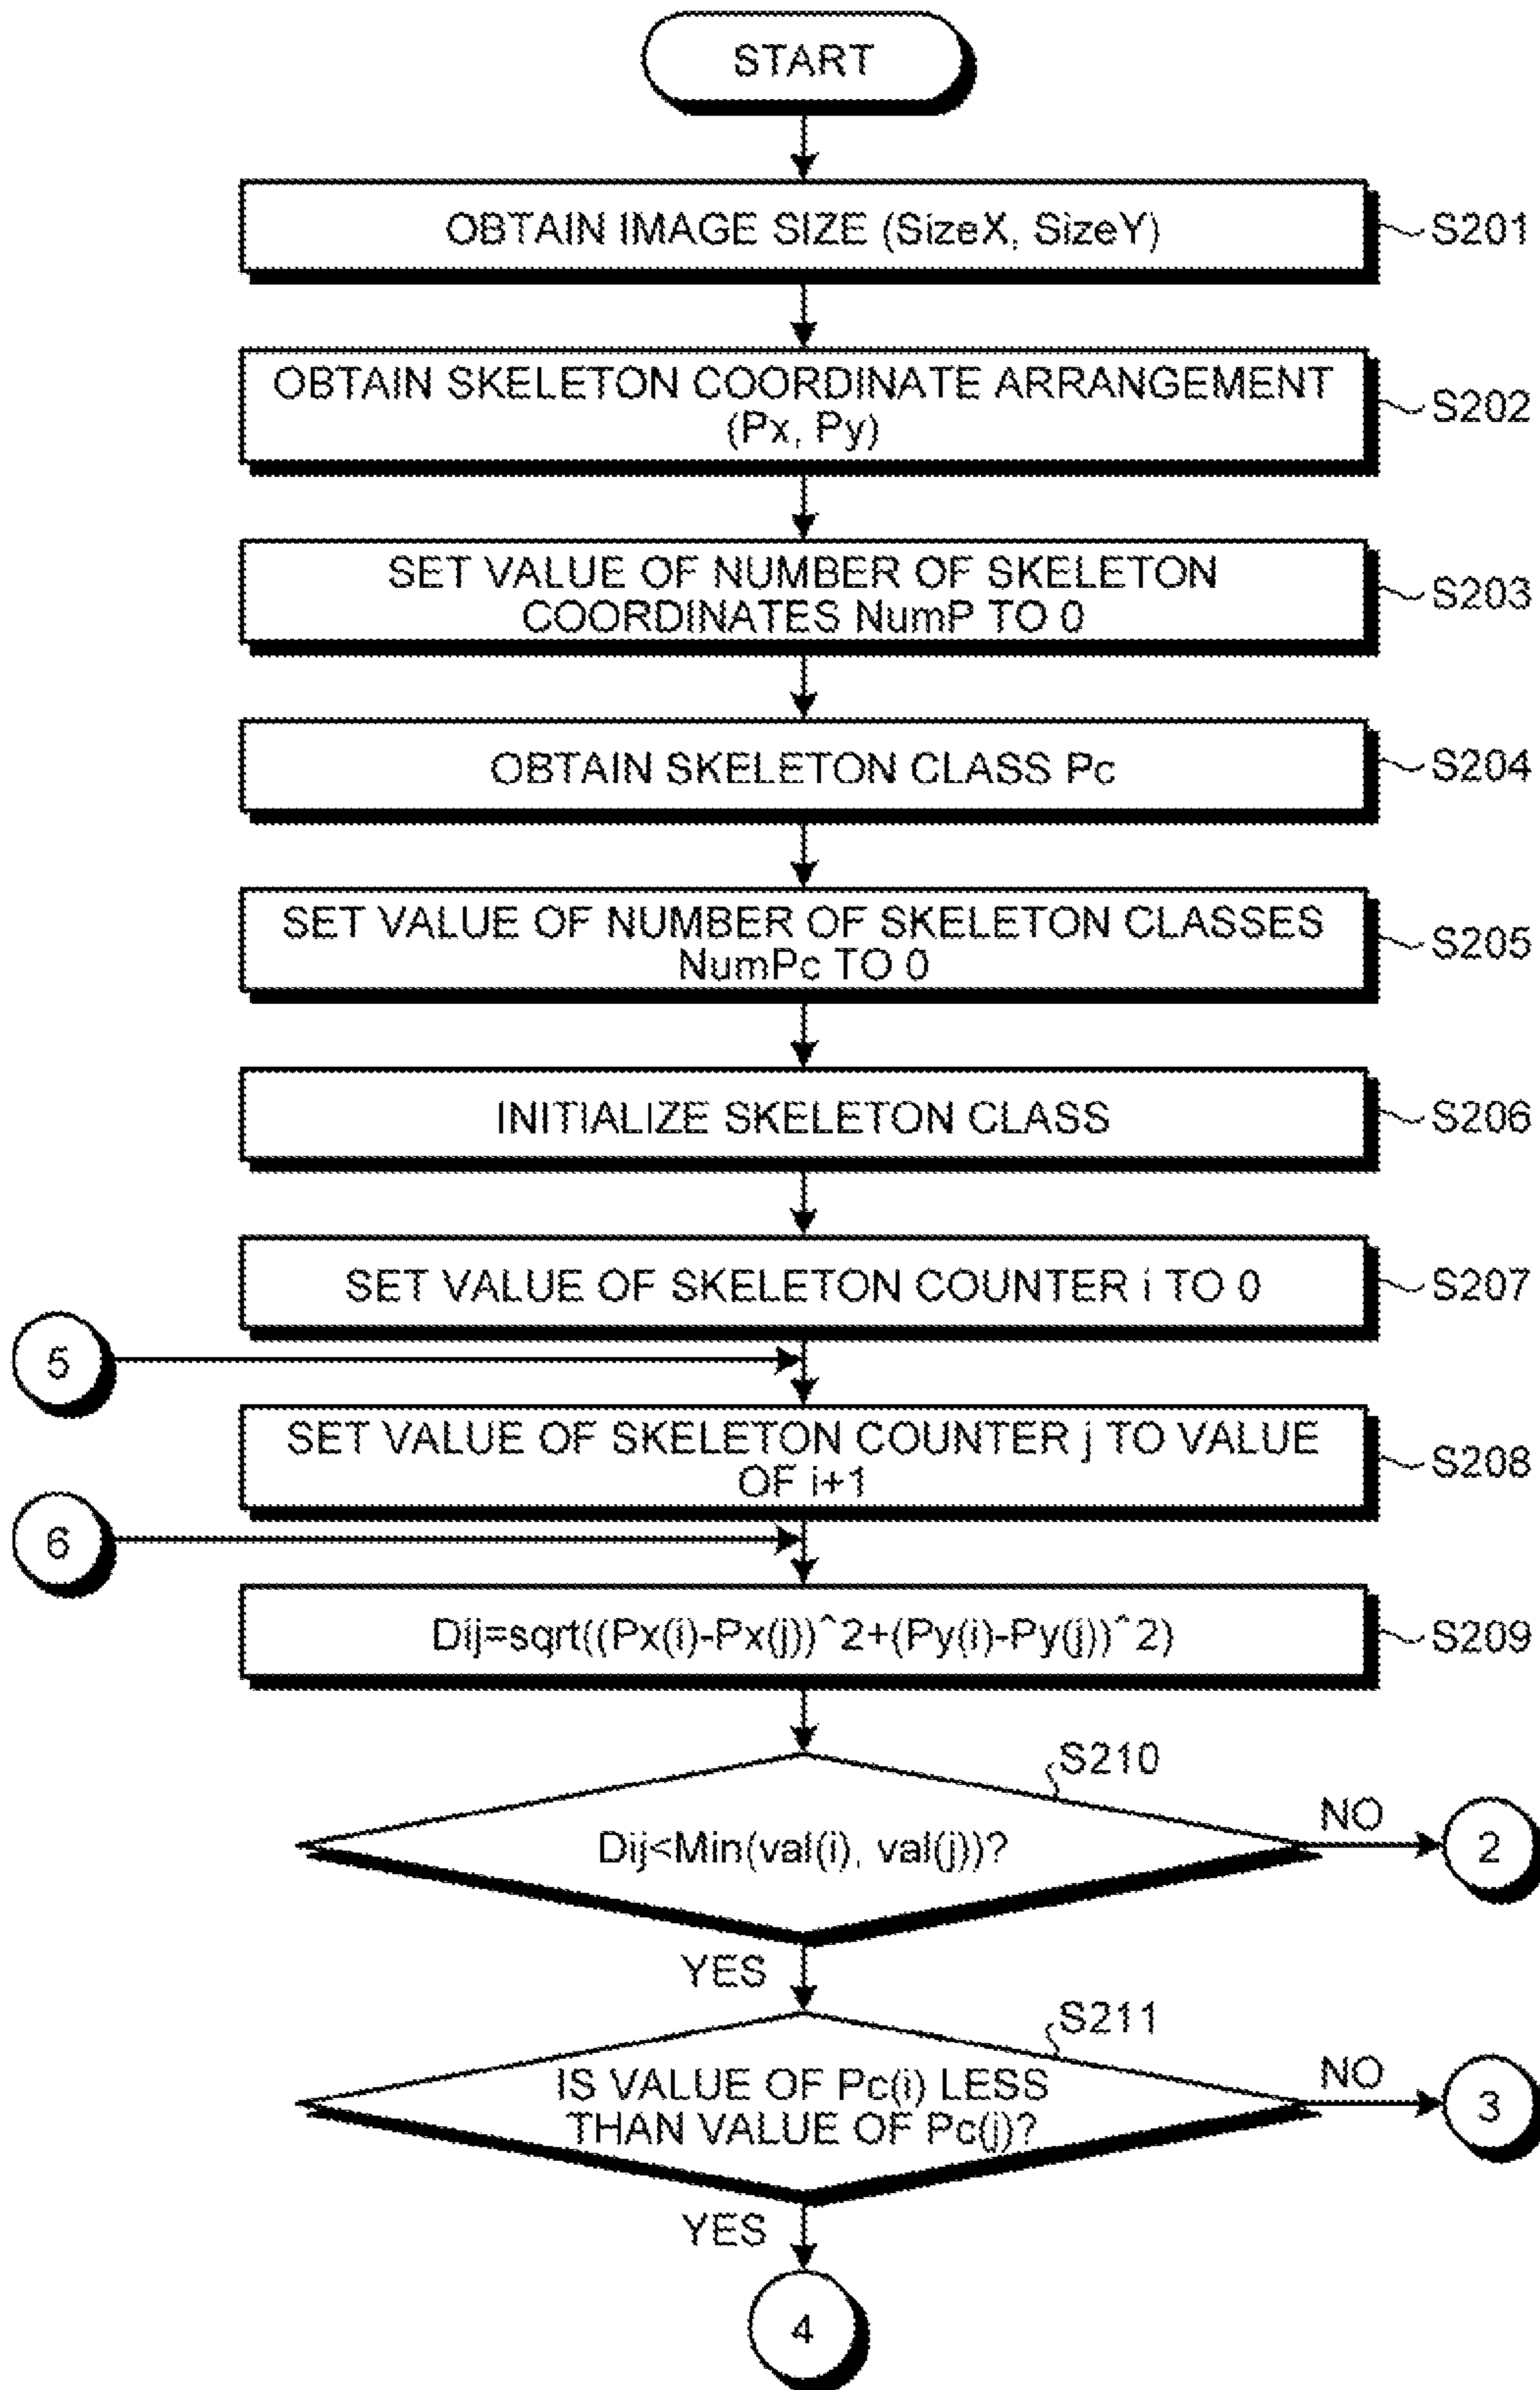 START
OBTAIN IMAGE SIZE (SizeX, SizeY)
S201
OBTAIN SKELETON COORDINATE ARRANGEMENT
(Px, Py)
S202
SET VALUE OF NUMBER OF SKELETON
COORDINATES NumP TO 0
S203
OBTAIN SKELETON CLASS Pc
S204
SET VALUE OF NUMBER OF SKELETON CLASSES
NumPc TO 0
S205
INITIALIZE SKELETON CLASS
S206
SET VALUE OF SKELETON COUNTER i TO 0
S207
5
SET VALUE OF SKELETON COUNTER j TO VALUE
OF i+1
S208
6
Dij=sqrt((Px(i)-Px(j))^2+(Py(i)-Py(j))^2)
S209
S210
Dij<Min(val(i), val(j))?
NO
2
YES
S211
IS VALUE OF Pc(i) LESS
THAN VALUE OF Pc(j)?
NO
3
YES
4